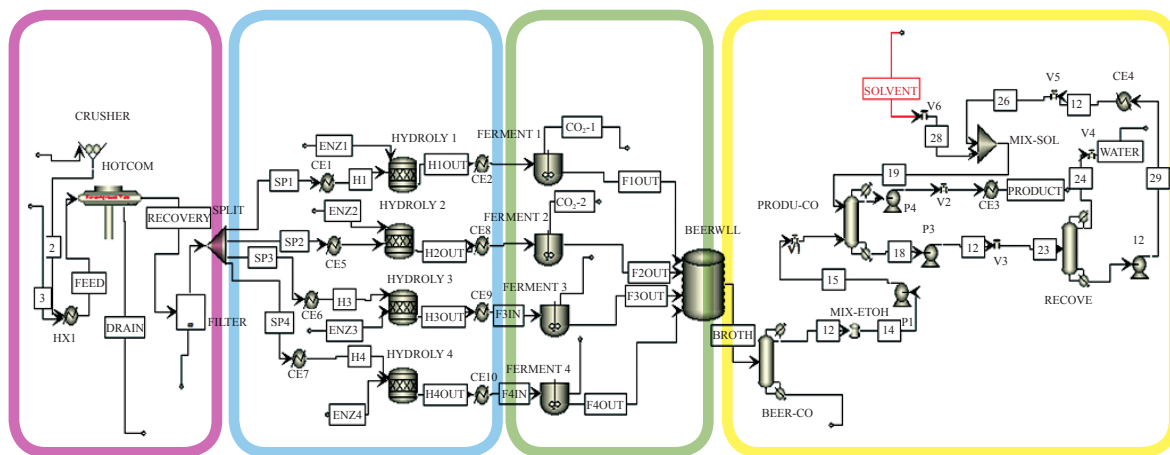 CRUSHER
HOTCOM
RECOVERY
2
3
FEED
DRAIN
HX1
FILTER
SPLIT
SP1
SP2
SP3
SP4
ENZ1
CE1
H1
HYDROLY 1
H1OUT
CE2
ENZ2
CE5
HYDROLY 2
H2OUT
CE8
H3
CE6
ENZ3
HYDROLY 3
H3OUT
CE9
F3IN
H4
CE7
ENZ4
HYDROLY 4
H4OUT
CE10
F4IN
FERMENT 1
CO2-1
F1OUT
FERMENT 2
CO2-2
F2OUT
F3OUT
FERMENT 3
FERMENT 4
F4OUT
BEERWLL
BROTH
BEER-CO
12
MIX-ETOH
14
P1
15
V1
PRODU-CO
19
P4
V2
CE3
PRODUCT
18
P3
12
V3
23
RECOVE
12
24
V4
WATER
29
CE4
12
V5
26
MIX-SOL
28
V6
SOLVENT